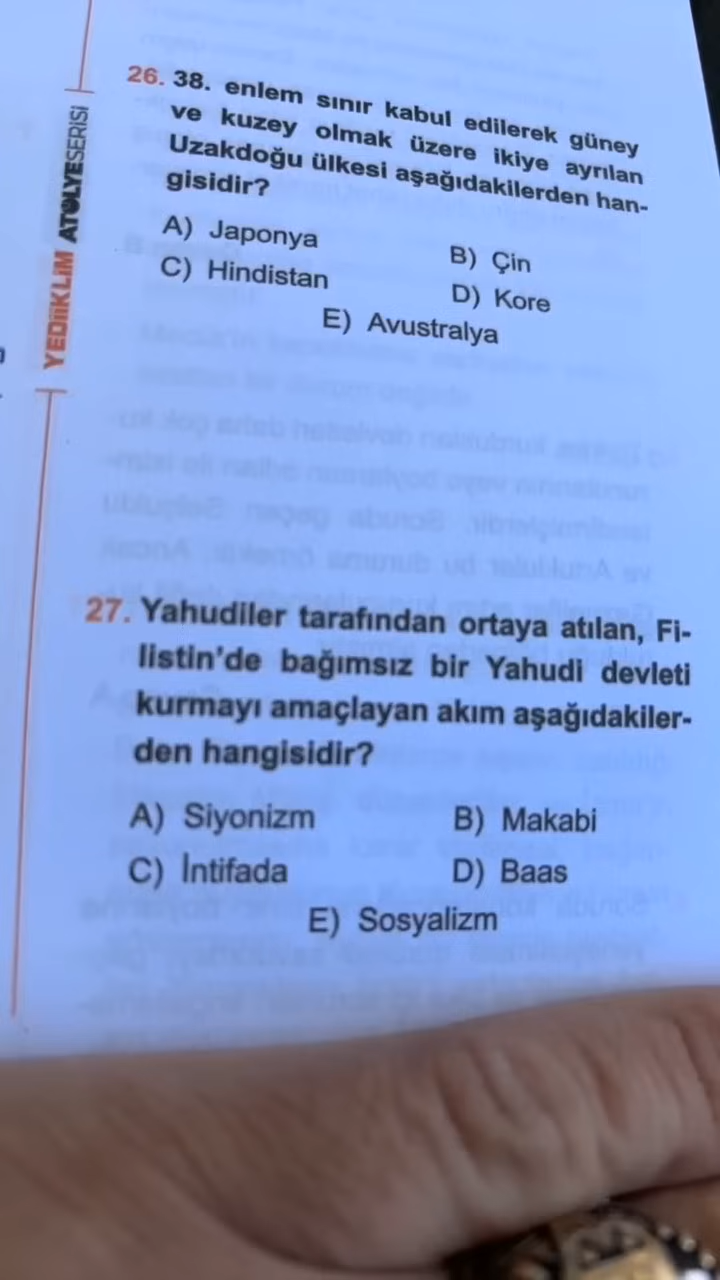 YEDİİKLİM ATÖLYESERİSİ
26. 38. enlem sınır kabul edilerek güney
ve kuzey olmak üzere ikiye ayrılan
Uzakdoğu ülkesi aşağıdakilerden han-
gisidir?
A) Japonya
B) Çin
C) Hindistan
D) Kore
E) Avustralya
27. Yahudiler tarafından ortaya atılan, Fi-
listin'de bağımsız bir Yahudi devleti
kurmayı amaçlayan akım aşağıdakiler-
den hangisidir?
A) Siyonizm
B) Makabi
C) İntifada
D) Baas
E) Sosyalizm